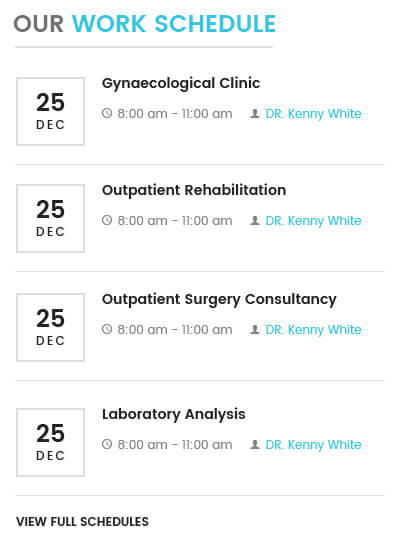 OUR WORK SCHEDULE
25
DEC
Gynaecological Clinic
8:00 am - 11:00 am DR. Kenny White
25
DEC
Outpatient Rehabilitation
8:00 am - 11:00 am DR. Kenny White
25
DEC
Outpatient Surgery Consultancy
8:00 am - 11:00 am DR. Kenny White
25
DEC
Laboratory Analysis
8:00 am - 11:00 am DR. Kenny White
VIEW FULL SCHEDULES